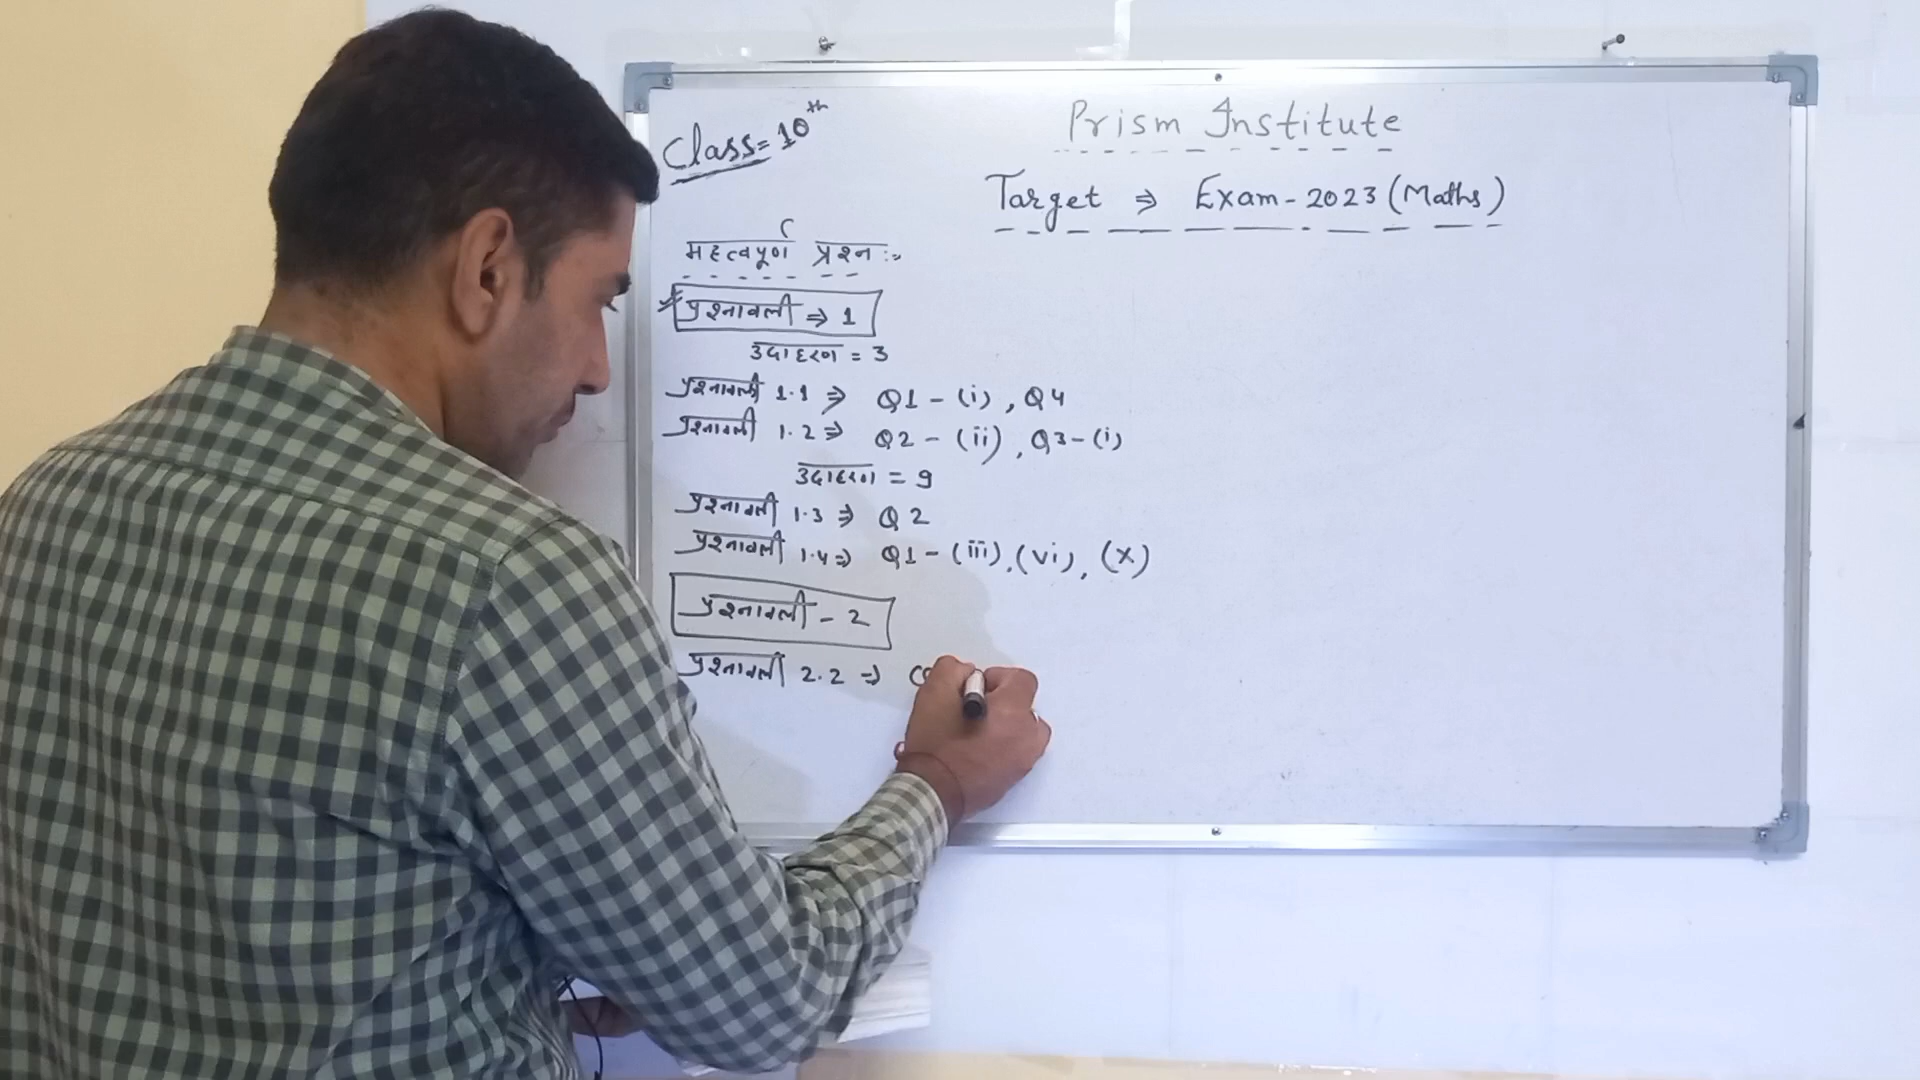 Class = 10th
Prism Institute
Target ⇒ Exam - 2023 (Maths)
महत्वपूर्ण प्रश्न :-
प्रश्नावली ⇒ 1
उदाहरण = 3
प्रश्नावली 1.1 ⇒ Q1 - (i) , Q4
प्रश्नावली 1.2 ⇒ Q2 - (ii) , Q3 - (i)
उदाहरण = 9
प्रश्नावली 1.3 ⇒ Q2
प्रश्नावली 1.4 ⇒ Q1 - (iii), (vi), (x)
प्रश्नावली - 2
प्रश्नावली 2.2 ⇒